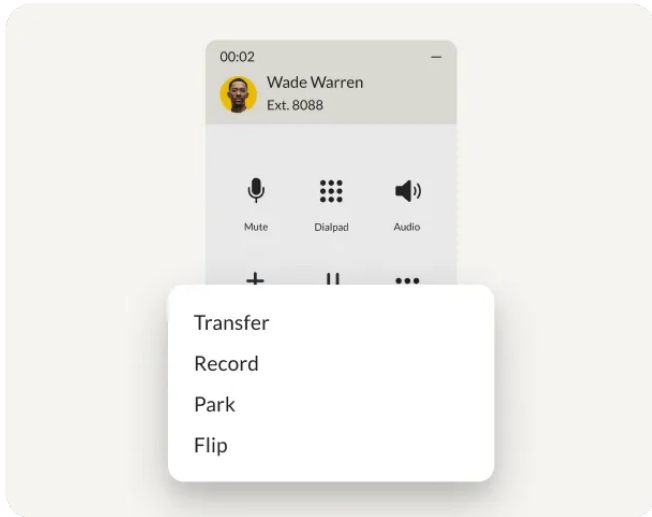 00:02
Wade Warren
Ext. 8088
Mute Dialpad Audio
Transfer
Record
Park
Flip